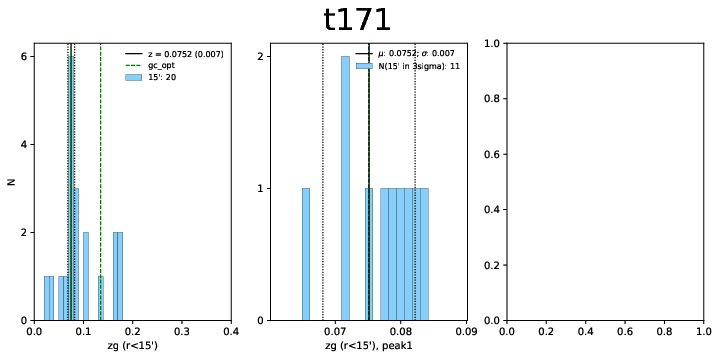 t171
z = 0.0752 (0.007)
gc_opt
15': 20
N
6
4
2
0
0.0 0.1 0.2 0.3 0.4
zg (r<15')
μ: 0.0752; σ: 0.007
N(15' in 3sigma): 11
2
1
0
0.07 0.08 0.09
zg (r<15'), peak1
1.0
0.8
0.6
0.4
0.2
0.0
0.0 0.2 0.4 0.6 0.8 1.0